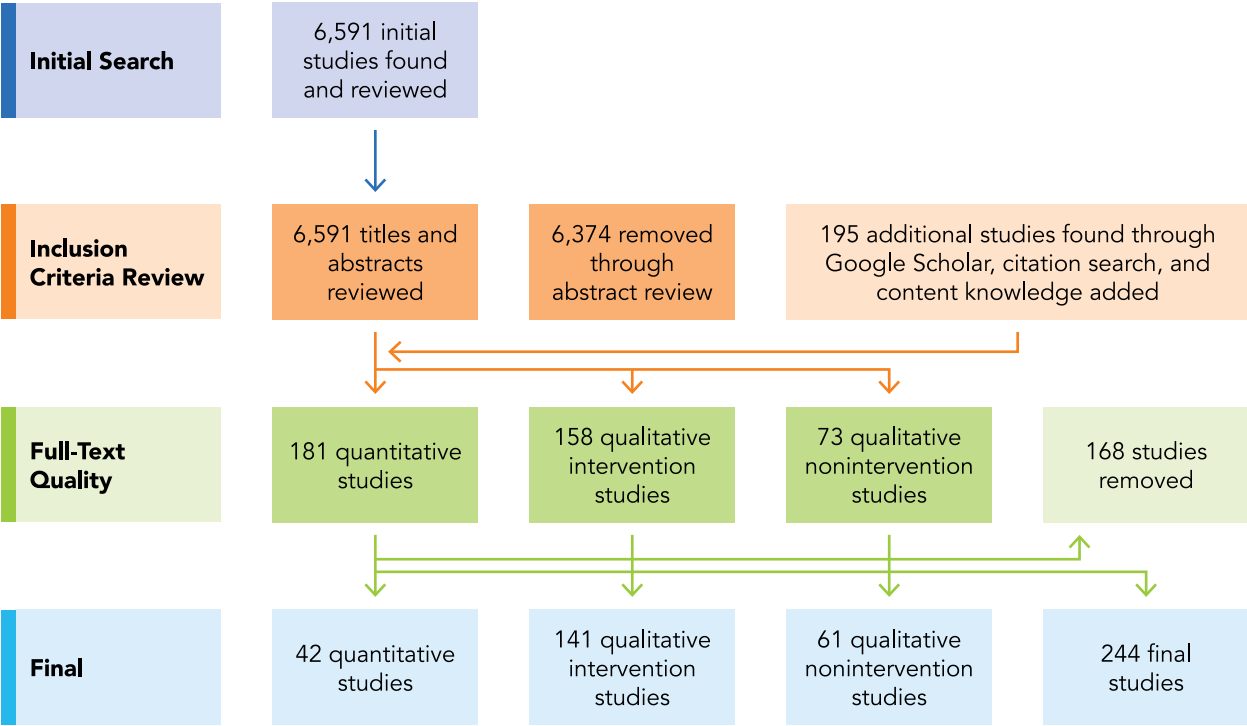 Initial Search
6,591 initial
studies found
and reviewed
Inclusion
Criteria Review
6,591 titles and
abstracts
reviewed
6,374 removed
through
abstract review
195 additional studies found through
Google Scholar, citation search, and
content knowledge added
Full-Text
Quality
181 quantitative
studies
158 qualitative
intervention
studies
73 qualitative
nonintervention
studies
168 studies
removed
Final
42 quantitative
studies
141 qualitative
intervention
studies
61 qualitative
nonintervention
studies
244 final
studies